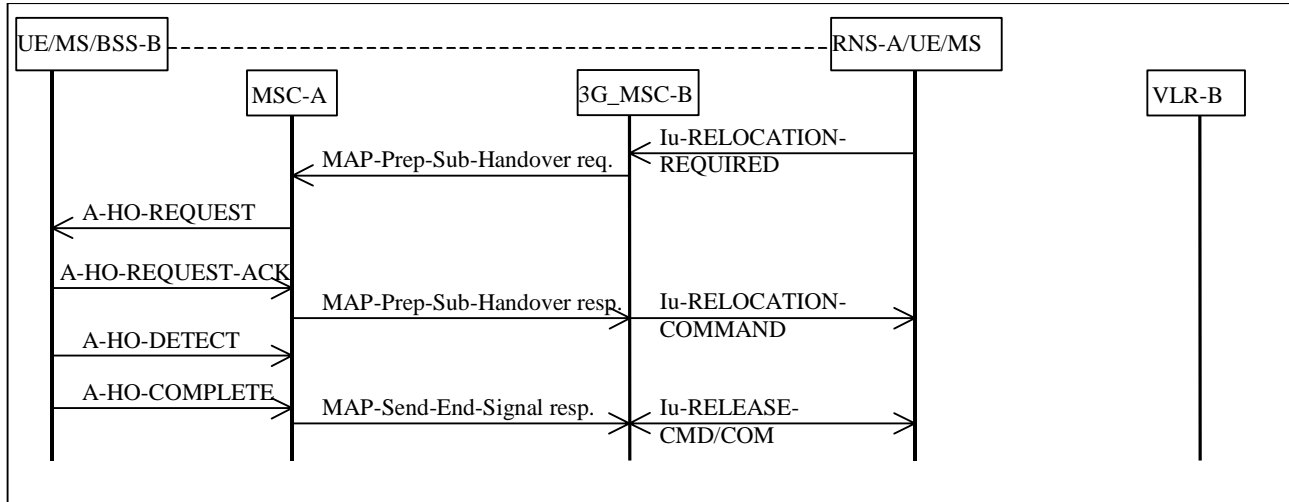 UE/MS/BSS-B
RNS-A/UE/MS
MSC-A
3G_MSC-B
VLR-B
Iu-RELOCATION-
REQUIRED
MAP-Prep-Sub-Handover req.
A-HO-REQUEST
A-HO-REQUEST-ACK
MAP-Prep-Sub-Handover resp.
Iu-RELOCATION-
COMMAND
A-HO-DETECT
A-HO-COMPLETE
MAP-Send-End-Signal resp.
Iu-RELEASE-
CMD/COM